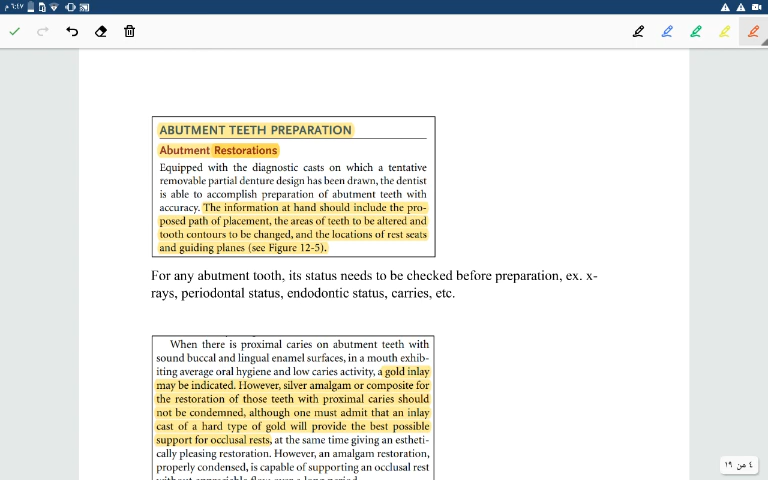 ٦:٤٧ م
ABUTMENT TEETH PREPARATION
Abutment Restorations
Equipped with the diagnostic casts on which a tentative
removable partial denture design has been drawn, the dentist
is able to accomplish preparation of abutment teeth with
accuracy. The information at hand should include the pro-
posed path of placement, the areas of teeth to be altered and
tooth contours to be changed, and the locations of rest seats
and guiding planes (see Figure 12-5).
For any abutment tooth, its status needs to be checked before preparation, ex. x-
rays, periodontal status, endodontic status, carries, etc.
When there is proximal caries on abutment teeth with
sound buccal and lingual enamel surfaces, in a mouth exhib-
iting average oral hygiene and low caries activity, a gold inlay
may be indicated. However, silver amalgam or composite for
the restoration of those teeth with proximal caries should
not be condemned, although one must admit that an inlay
cast of a hard type of gold will provide the best possible
support for occlusal rests, at the same time giving an estheti-
cally pleasing restoration. However, an amalgam restoration,
properly condensed, is capable of supporting an occlusal rest
without appreciable flow over a long period.
٤ من ١٩